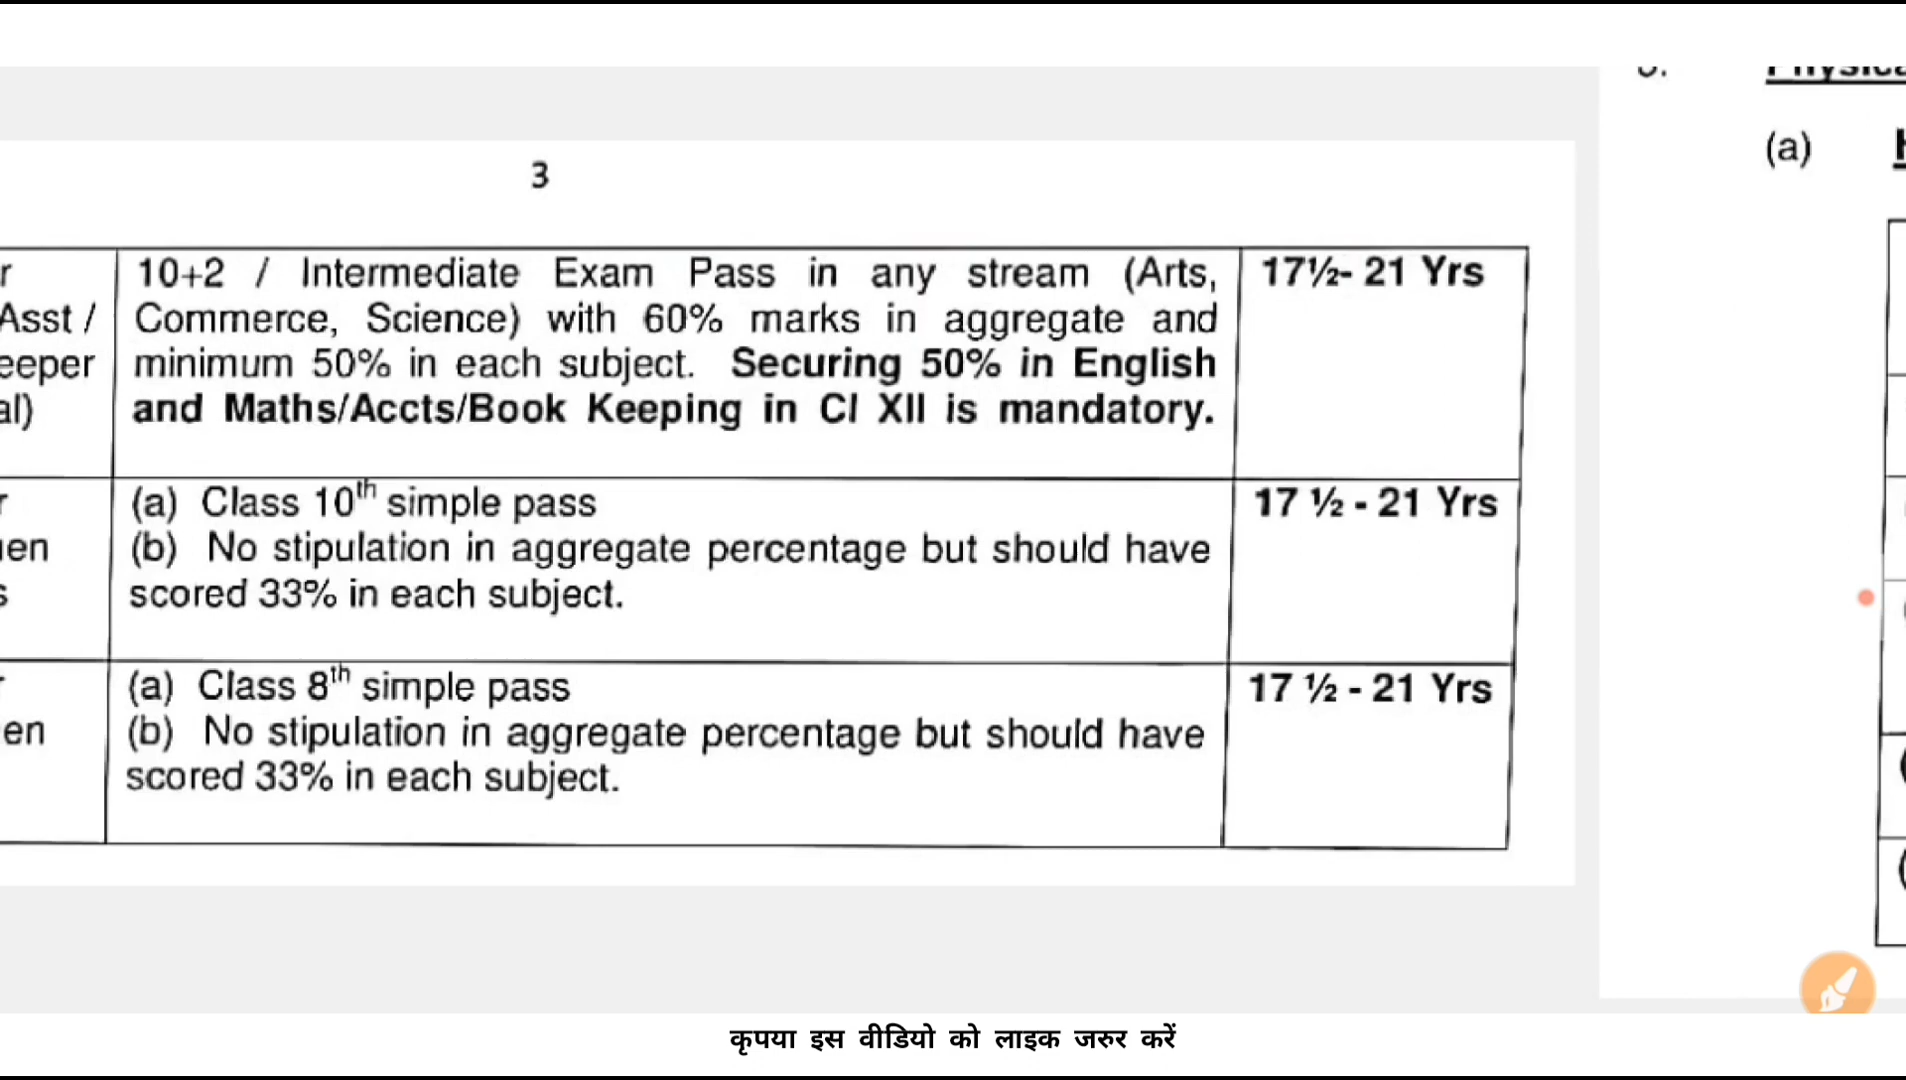 3
10+2 / Intermediate Exam Pass in any stream (Arts,
Asst / Commerce, Science) with 60% marks in aggregate and
minimum 50% in each subject. Securing 50% in English
and Maths/Accts/Book Keeping in Cl XII is mandatory.
17½- 21 Yrs
(a) Class 10th simple pass
(b) No stipulation in aggregate percentage but should have
scored 33% in each subject.
17 ½ - 21 Yrs
(a) Class 8th simple pass
(b) No stipulation in aggregate percentage but should have
scored 33% in each subject.
17 ½ - 21 Yrs
(a)
कृपया इस वीडियो को लाइक जरुर करें